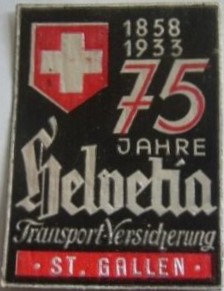 1858
1933
75
JAHRE
Helvetia
Transport-Versicherung
· ST. GALLEN ·